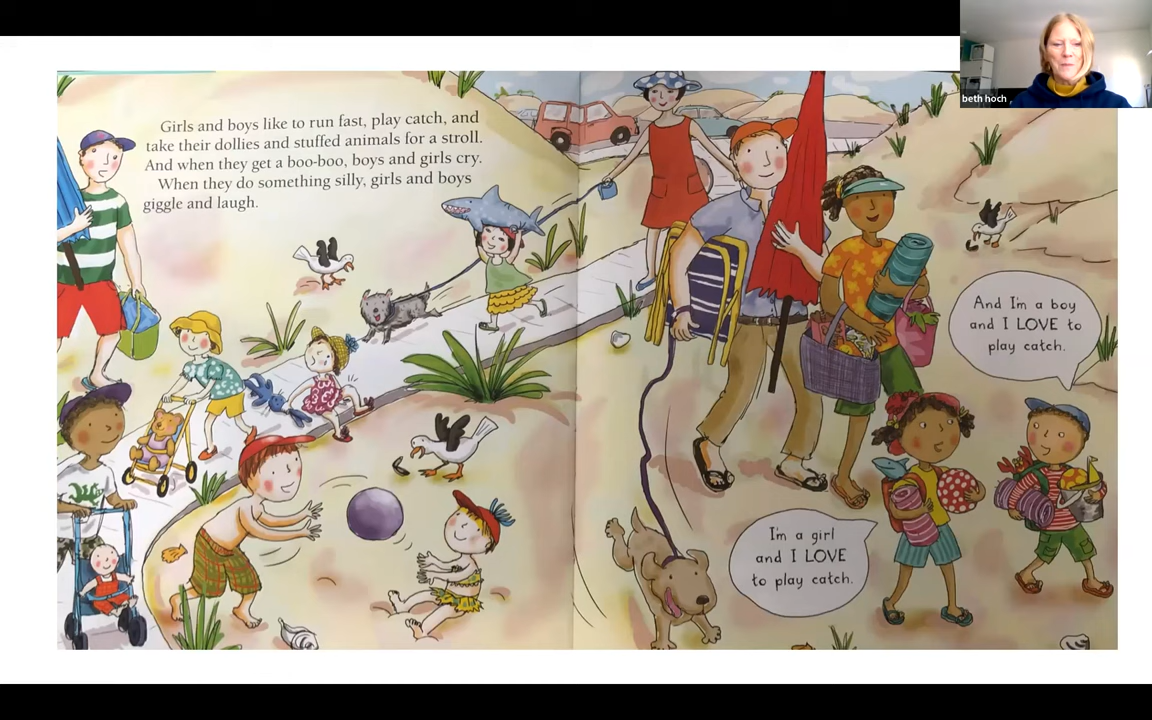 Girls and boys like to run fast, play catch, and
take their dollies and stuffed animals for a stroll.
And when they get a boo-boo, boys and girls cry.
When they do something silly, girls and boys
giggle and laugh.
And I'm a boy
and I LOVE to
play catch.
I'm a girl
and I LOVE
to play catch.
beth hoch